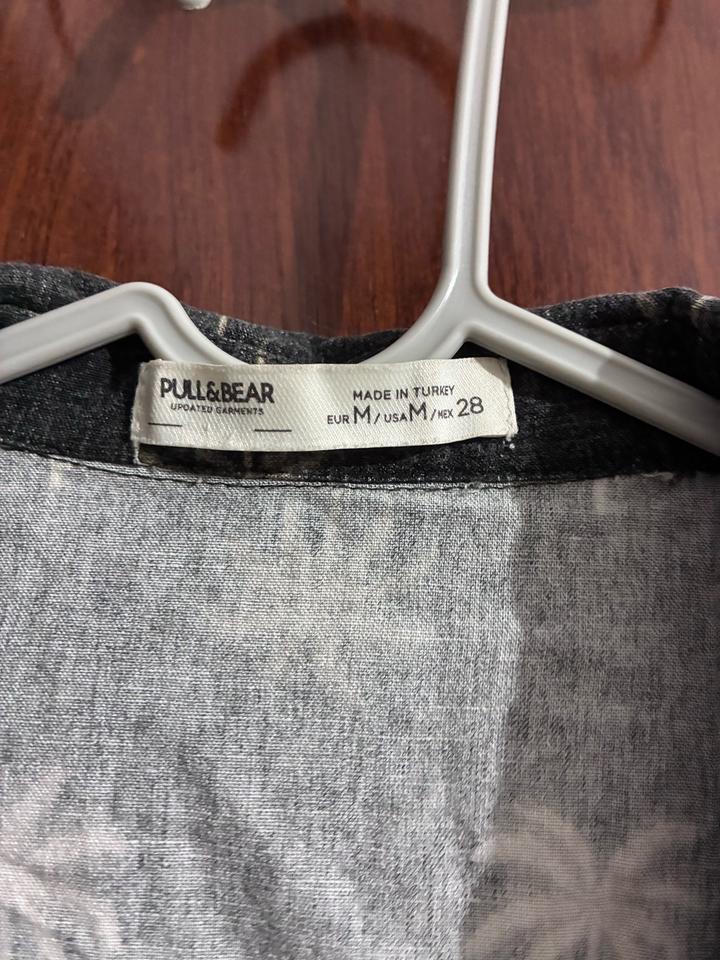 PULL&BEAR
UPDATED GARMENTS
MADE IN TURKEY
EUR M / USA M / MEX 28